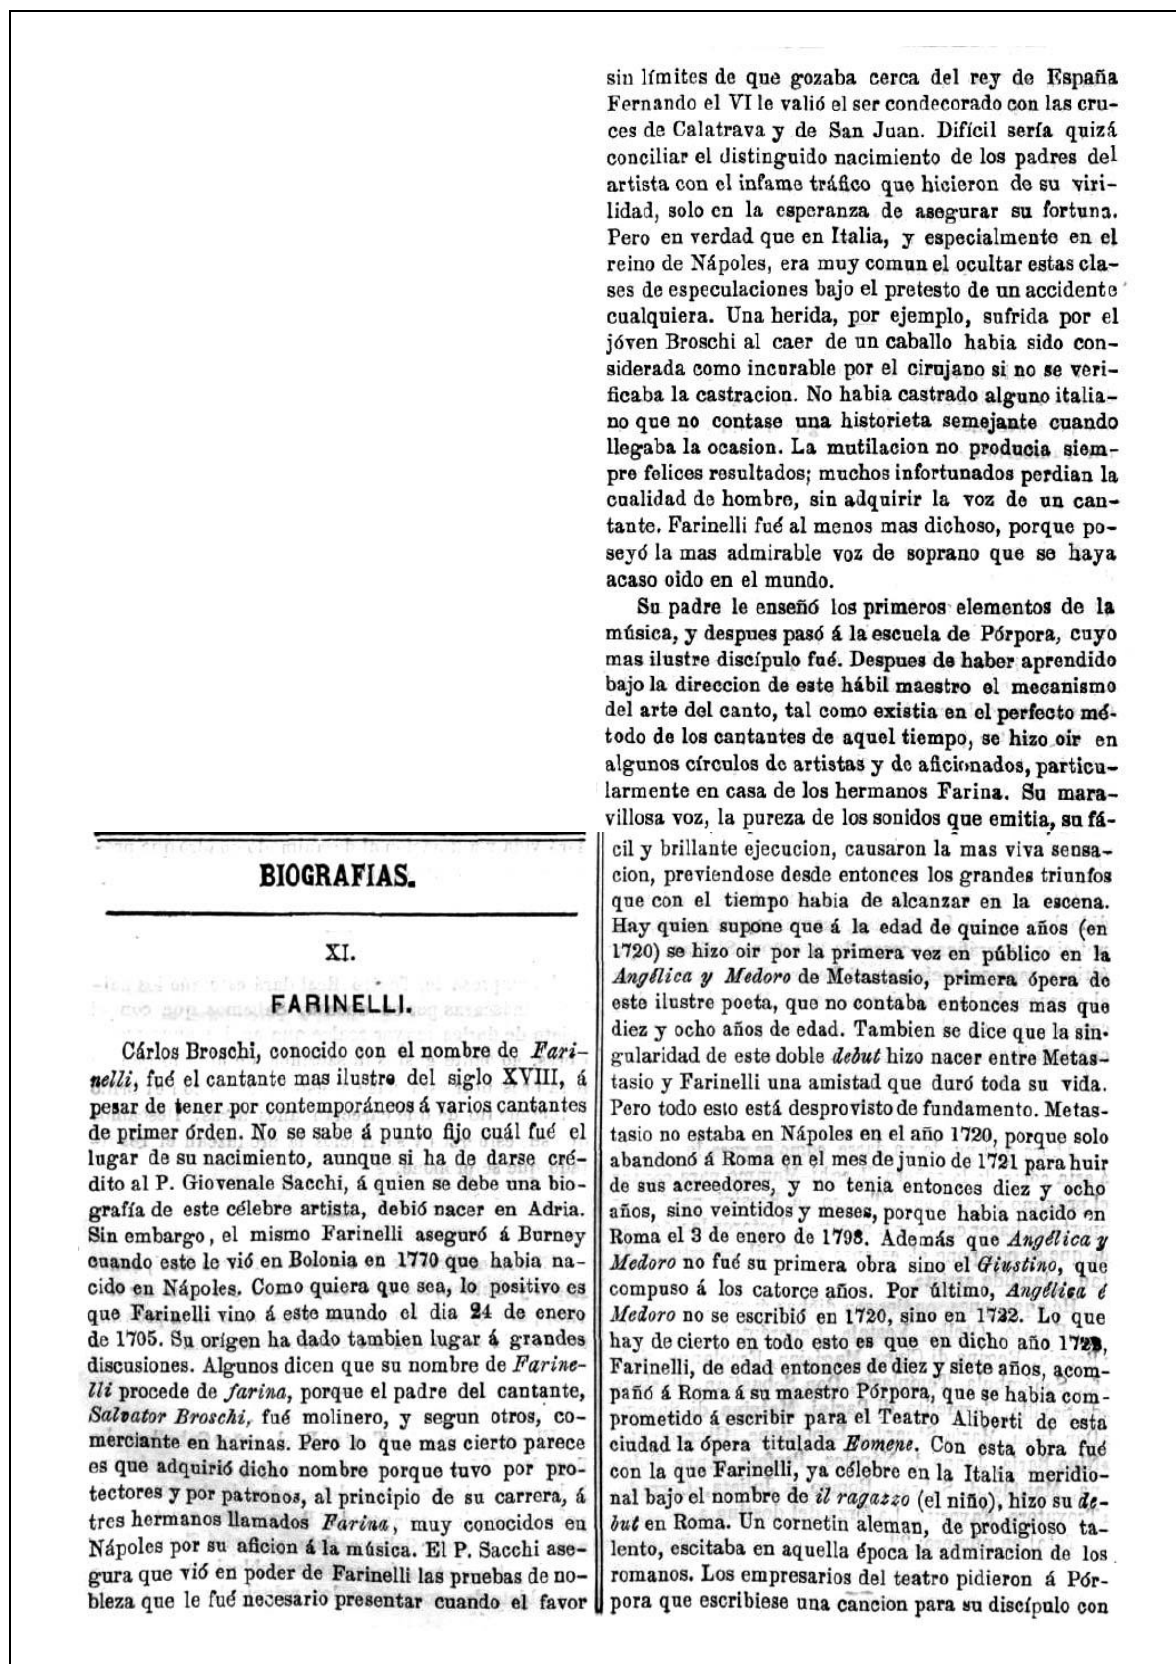 BIOGRAFIAS.
XI.
FARINELLI.
Cárlos Broschi, conocido con el nombre de Fari-
nelli, fué el cantante mas ilustre del siglo XVIII, á
pesar de tener por contemporáneos á varios cantantes
de primer órden. No se sabe á punto fijo cuál fué el
lugar de su nacimiento, aunque si ha de darse cré-
dito al P. Giovenale Sacchi, á quien se debe una bio-
grafía de este célebre artista, debió nacer en Adria.
Sin embargo, el mismo Farinelli aseguró á Burney
cuando este le vió en Bolonia en 1770 que habia na-
cido en Nápoles. Como quiera que sea, lo positivo es
que Farinelli vino á este mundo el dia 24 de enero
de 1705. Su orígen ha dado tambien lugar á grandes
discusiones. Algunos dicen que su nombre de Farine-
lli procede de farina, porque el padre del cantante,
Salvator Broschi, fué molinero, y segun otros, co-
merciante en harinas. Pero lo que mas cierto parece
es que adquirió dicho nombre porque tuvo por pro-
tectores y por patronos, al principio de su carrera, á
tres hermanos llamados Farina, muy conocidos en
Nápoles por su aficion á la música. El P. Sacchi ase-
gura que vió en poder de Farinelli las pruebas de no-
bleza que le fué necesario presentar cuando el favor
sin límites de que gozaba cerca del rey de España
Fernando el VI le valió el ser condecorado con las cru-
ces de Calatrava y de San Juan. Difícil sería quizá
conciliar el distinguido nacimiento de los padres del
artista con el infame tráfico que hicieron de su viri-
lidad, solo en la esperanza de asegurar su fortuna.
Pero en verdad que en Italia, y especialmente en el
reino de Nápoles, era muy comun el ocultar estas cla-
ses de especulaciones bajo el pretesto de un accidente
cualquiera. Una herida, por ejemplo, sufrida por el
jóven Broschi al caer de un caballo habia sido con-
siderada como incurable por el cirujano si no se veri-
ficaba la castracion. No habia castrado alguno italia-
no que no contase una historieta semejante cuando
llegaba la ocasion. La mutilacion no producia siem-
pre felices resultados; muchos infortunados perdian la
cualidad de hombre, sin adquirir la voz de un can-
tante. Farinelli fué al menos mas dichoso, porque po-
seyó la mas admirable voz de soprano que se haya
acaso oido en el mundo.
Su padre le enseñó los primeros elementos de la
música, y despues pasó á la escuela de Pórpora, cuyo
mas ilustre discípulo fué. Despues de haber aprendido
bajo la direccion de este hábil maestro el mecanismo
del arte del canto, tal como existia en el perfecto mé-
todo de los cantantes de aquel tiempo, se hizo oir en
algunos círculos de artistas y de aficionados, particu-
larmente en casa de los hermanos Farina. Su mara-
villosa voz, la pureza de los sonidos que emitia, su fá-
cil y brillante ejecucion, causaron la mas viva sensa-
cion, previendose desde entonces los grandes triunfos
que con el tiempo habia de alcanzar en la escena.
Hay quien supone que á la edad de quince años (en
1720) se hizo oir por la primera vez en público en la
Angélica y Medoro de Metastasio, primera ópera de
este ilustre poeta, que no contaba entonces mas que
diez y ocho años de edad. Tambien se dice que la sin-
gularidad de este doble debut hizo nacer entre Metas-
tasio y Farinelli una amistad que duró toda su vida.
Pero todo esto está desprovisto de fundamento. Metas-
tasio no estaba en Nápoles en el año 1720, porque solo
abandonó á Roma en el mes de junio de 1721 para huir
de sus acreedores, y no tenia entonces diez y ocho
años, sino veintidos y meses, porque habia nacido en
Roma el 3 de enero de 1798. Además que Angélica y
Medoro no fué su primera obra sino el Giustino, que
compuso á los catorce años. Por último, Angélica é
Medoro no se escribió en 1720, sino en 1722. Lo que
hay de cierto en todo esto es que en dicho año 1722,
Farinelli, de edad entonces de diez y siete años, acom-
pañó á Roma á su maestro Pórpora, que se habia com-
prometido á escribir para el Teatro Aliberti de esta
ciudad la ópera titulada Eomene. Con esta obra fué
con la que Farinelli, ya célebre en la Italia meridio-
nal bajo el nombre de il ragazzo (el niño), hizo su de-
but en Roma. Un cornetin aleman, de prodigioso ta-
lento, escitaba en aquella época la admiracion de los
romanos. Los empresarios del teatro pidieron á Pór-
pora que escribiese una cancion para su discípulo con